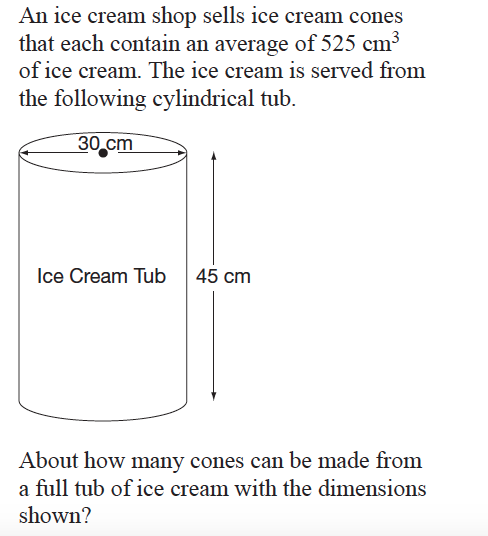 An ice cream shop sells ice cream cones
that each contain an average of 525 cm³
of ice cream. The ice cream is served from
the following cylindrical tub.
30 cm
Ice Cream Tub
45 cm
About how many cones can be made from
a full tub of ice cream with the dimensions
shown?